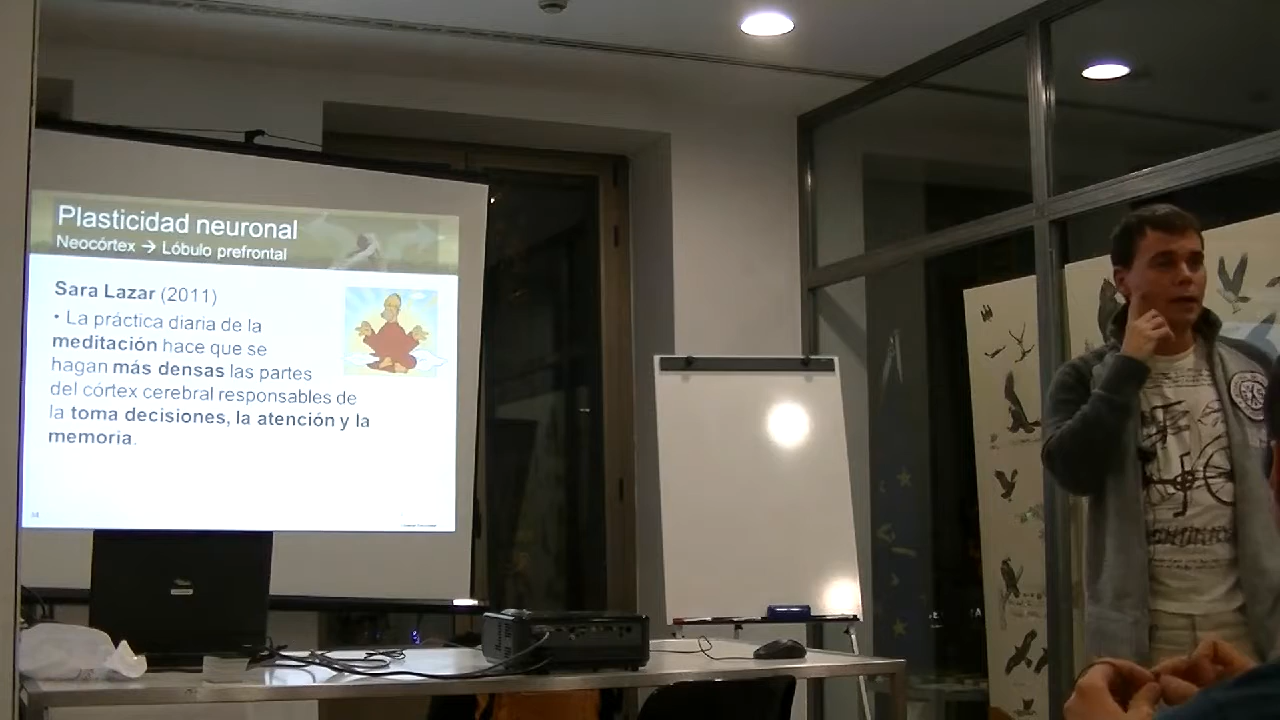 Plasticidad neuronal
Neocórtex → Lóbulo prefrontal
Sara Lazar (2011)
• La práctica diaria de la
meditación hace que se
hagan más densas las partes
del córtex cerebral responsables de
la toma decisiones, la atención y la
memoria.